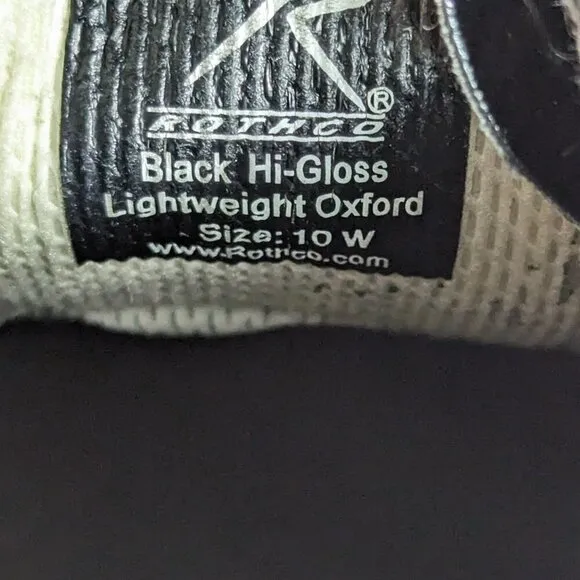 ®
ROTHCO
Black Hi-Gloss
Lightweight Oxford
Size: 10 W
www.Rothco.com